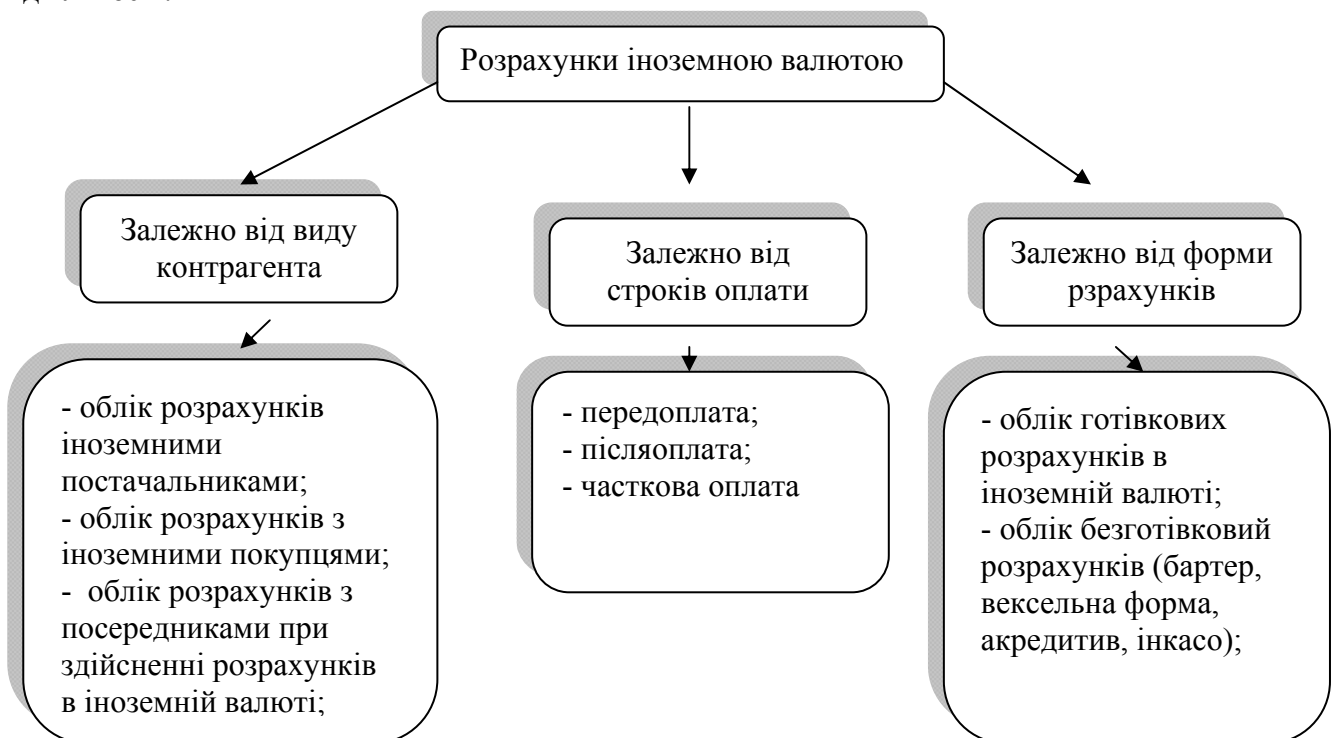 Розрахунки іноземною валютою
Залежно від виду
контрагента
Залежно від
строків оплати
Залежно від форми
рзрахунків
- облік розрахунків
іноземними
постачальниками;
- облік розрахунків з
іноземними покупцями;
- облік розрахунків з
посередниками при
здійсненні розрахунків
в іноземній валюті;
- передоплата;
- післяоплата;
- часткова оплата
- облік готівкових
розрахунків в
іноземній валюті;
- облік безготівковий
розрахунків (бартер,
вексельна форма,
акредитив, інкасо);